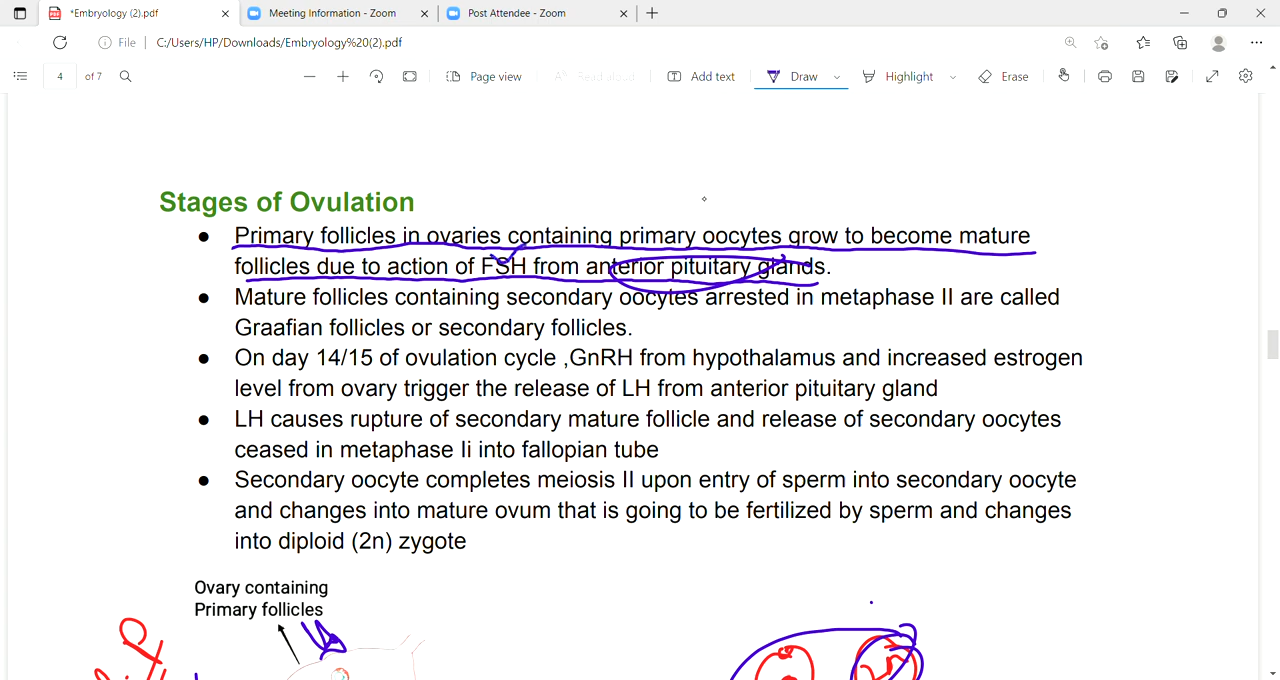 *Embryology (2).pdf
Meeting Information - Zoom
Post Attendee - Zoom
File
C:/Users/HP/Downloads/Embryology%20(2).pdf
4 of 7
Page view
Read aloud
Add text
Draw
Highlight
Erase
Stages of Ovulation
● Primary follicles in ovaries containing primary oocytes grow to become mature
follicles due to action of FSH from anterior pituitary glands.
● Mature follicles containing secondary oocytes arrested in metaphase II are called
Graafian follicles or secondary follicles.
● On day 14/15 of ovulation cycle ,GnRH from hypothalamus and increased estrogen
level from ovary trigger the release of LH from anterior pituitary gland
● LH causes rupture of secondary mature follicle and release of secondary oocytes
ceased in metaphase Ii into fallopian tube
● Secondary oocyte completes meiosis II upon entry of sperm into secondary oocyte
and changes into mature ovum that is going to be fertilized by sperm and changes
into diploid (2n) zygote
Ovary containing
Primary follicles